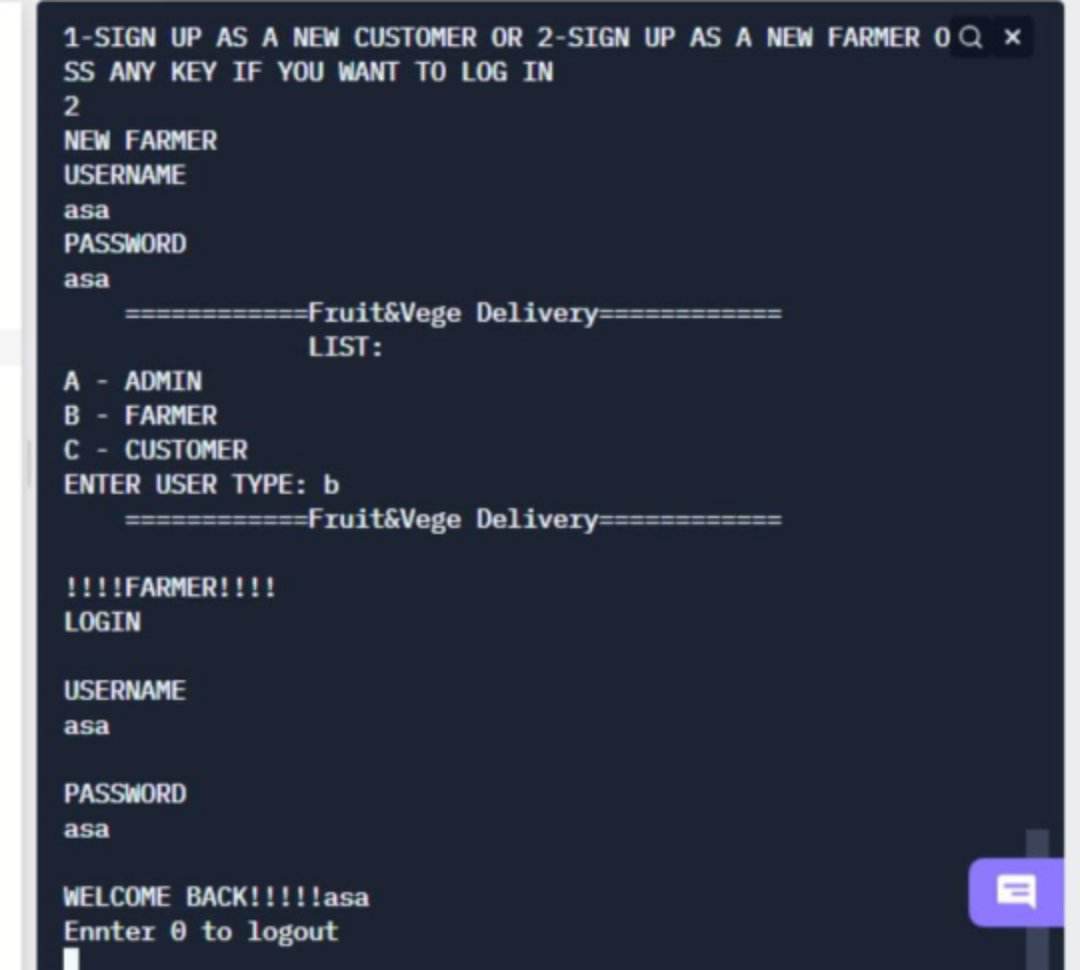 1-SIGN UP AS A NEW CUSTOMER OR 2-SIGN UP AS A NEW FARMER O
SS ANY KEY IF YOU WANT TO LOG IN
2
NEW FARMER
USERNAME
asa
PASSWORD
asa
============Fruit&Vege Delivery============
LIST:
A - ADMIN
B - FARMER
C - CUSTOMER
ENTER USER TYPE: b
============Fruit&Vege Delivery============
!!!!FARMER!!!!
LOGIN
USERNAME
asa
PASSWORD
asa
WELCOME BACK!!!!!asa
Ennter 0 to logout